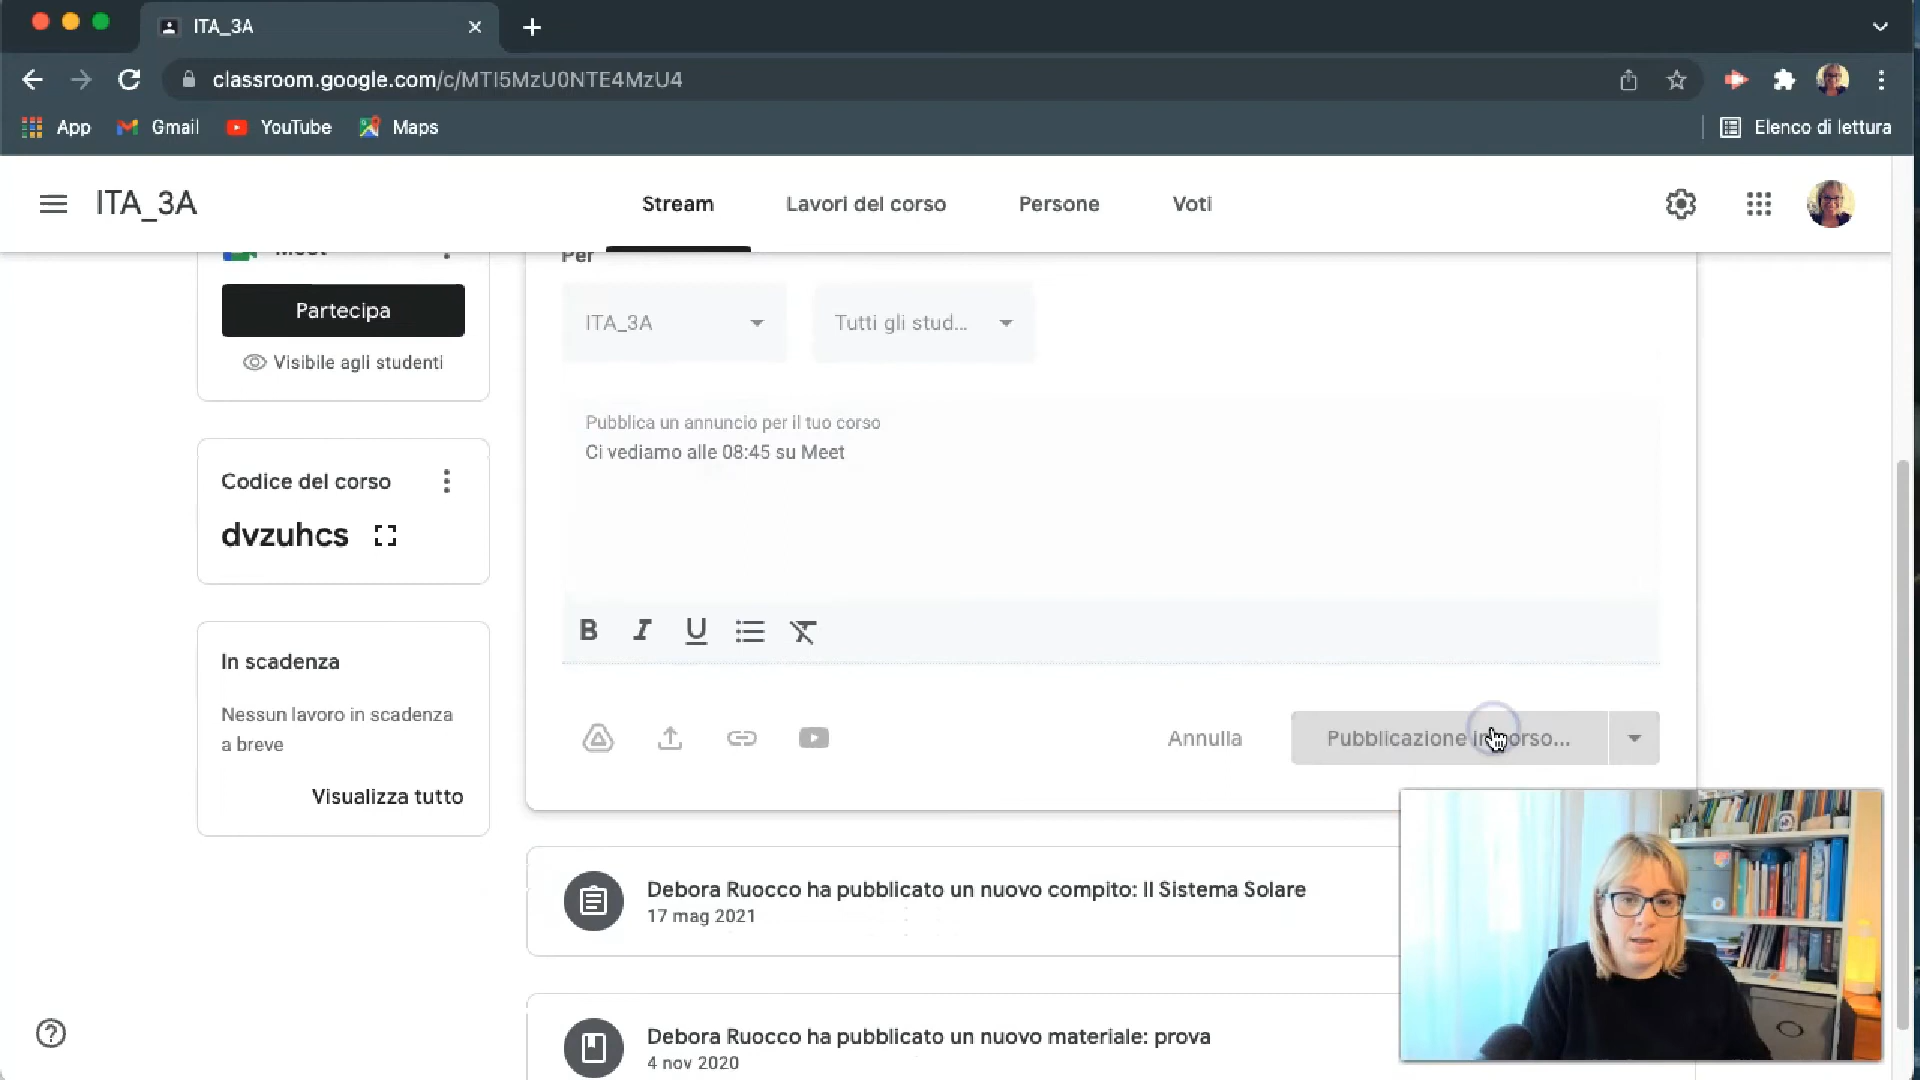 ITA_3A
classroom.google.com/c/MTI5MzU0NTE4MzU4
App
Gmail
YouTube
Maps
Elenco di lettura
ITA_3A
Stream
Lavori del corso
Persone
Voti
Meet
Partecipa
Visibile agli studenti
Codice del corso
dvzuhcs
In scadenza
Nessun lavoro in scadenza
a breve
Visualizza tutto
Per
ITA_3A
Tutti gli stud...
Pubblica un annuncio per il tuo corso
Ci vediamo alle 08:45 su Meet
B I U
Annulla
Pubblicazione in corso...
Debora Ruocco ha pubblicato un nuovo compito: Il Sistema Solare
17 mag 2021
Debora Ruocco ha pubblicato un nuovo materiale: prova
4 nov 2020